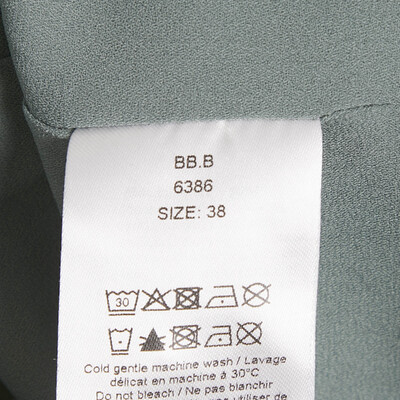 BB.B
6386
SIZE: 38
30
Cold gentle machine wash / Lavage
délicat en machine à 30°C
Do not bleach / Ne pas blanchir